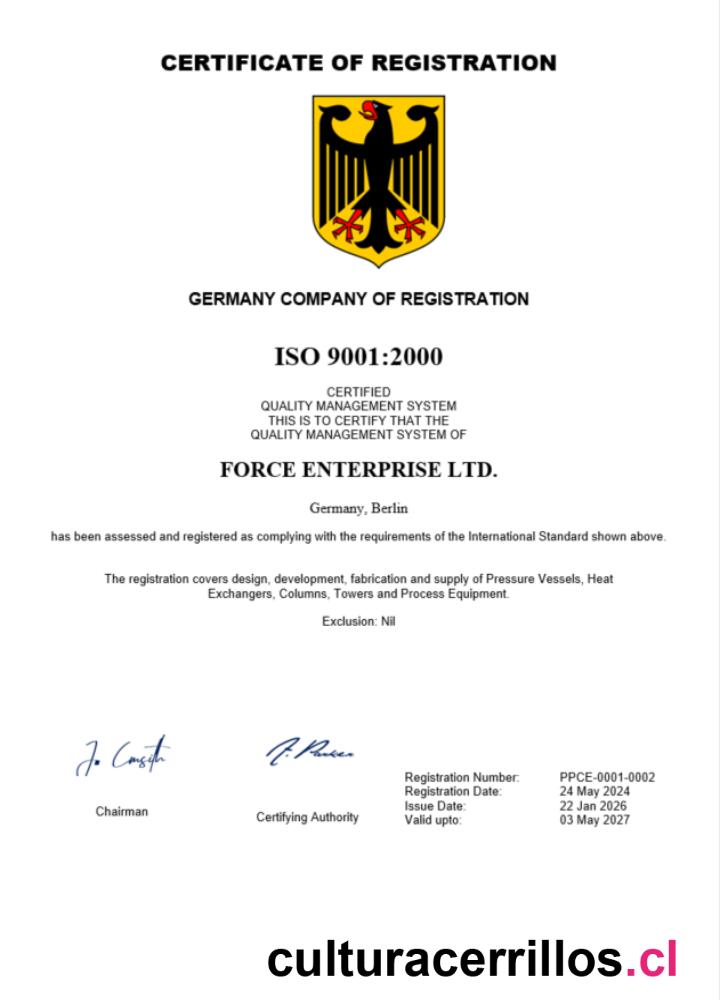 CERTIFICATE OF REGISTRATION
GERMANY COMPANY OF REGISTRATION
ISO 9001:2000
CERTIFIED
QUALITY MANAGEMENT SYSTEM
THIS IS TO CERTIFY THAT THE
QUALITY MANAGEMENT SYSTEM OF
FORCE ENTERPRISE LTD.
Germany, Berlin
has been assessed and registered as complying with the requirements of the International Standard shown above.
The registration covers design, development, fabrication and supply of Pressure Vessels, Heat
Exchangers, Columns, Towers and Process Equipment.
Exclusion: Nil
Chairman
Certifying Authority
Registration Number: PPCE-0001-0002
Registration Date: 24 May 2024
Issue Date: 22 Jan 2026
Valid upto: 03 May 2027
culturacerrillos.cl